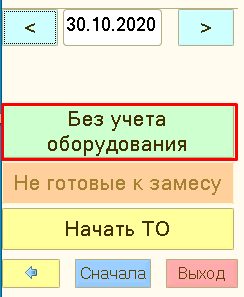 < 30.10.2020 >
Без учета
оборудования
Не готовые к замесу
Начать ТО
Сначала Выход